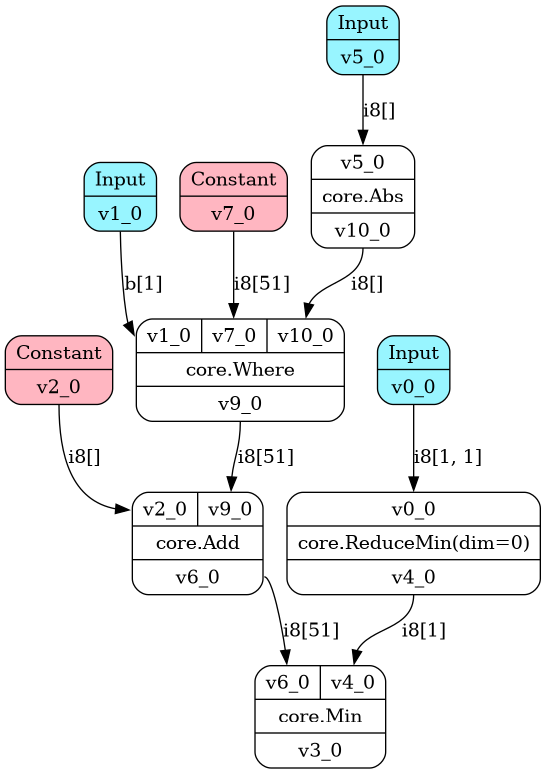 Input
v5_0
i8[]
v5_0
core.Abs
v10_0
Input
v1_0
Constant
v7_0
b[1]
i8[51]
i8[]
v1_0 v7_0 v10_0
core.Where
v9_0
Constant
v2_0
Input
v0_0
i8[]
i8[51]
i8[1, 1]
v2_0 v9_0
core.Add
v6_0
v0_0
core.ReduceMin(dim=0)
v4_0
i8[51]
i8[1]
v6_0 v4_0
core.Min
v3_0